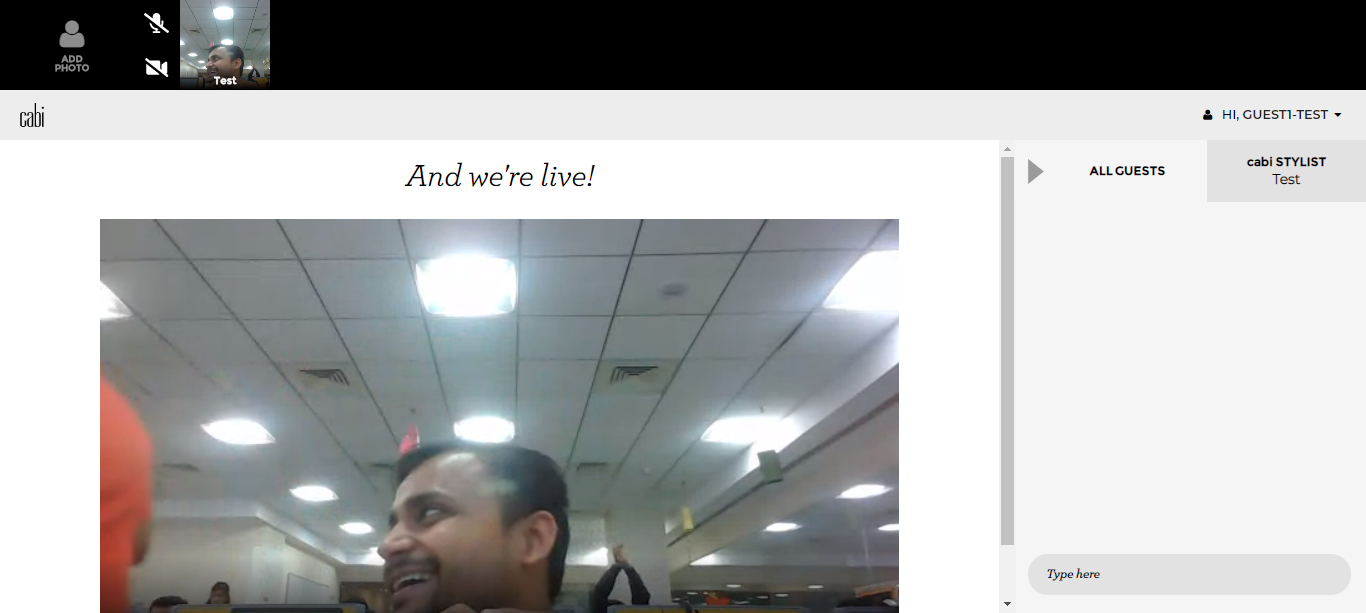 ADD
PHOTO
Test
cabi
HI, GUEST1-TEST
And we're live!
ALL GUESTS
cabi STYLIST
Test
Type here